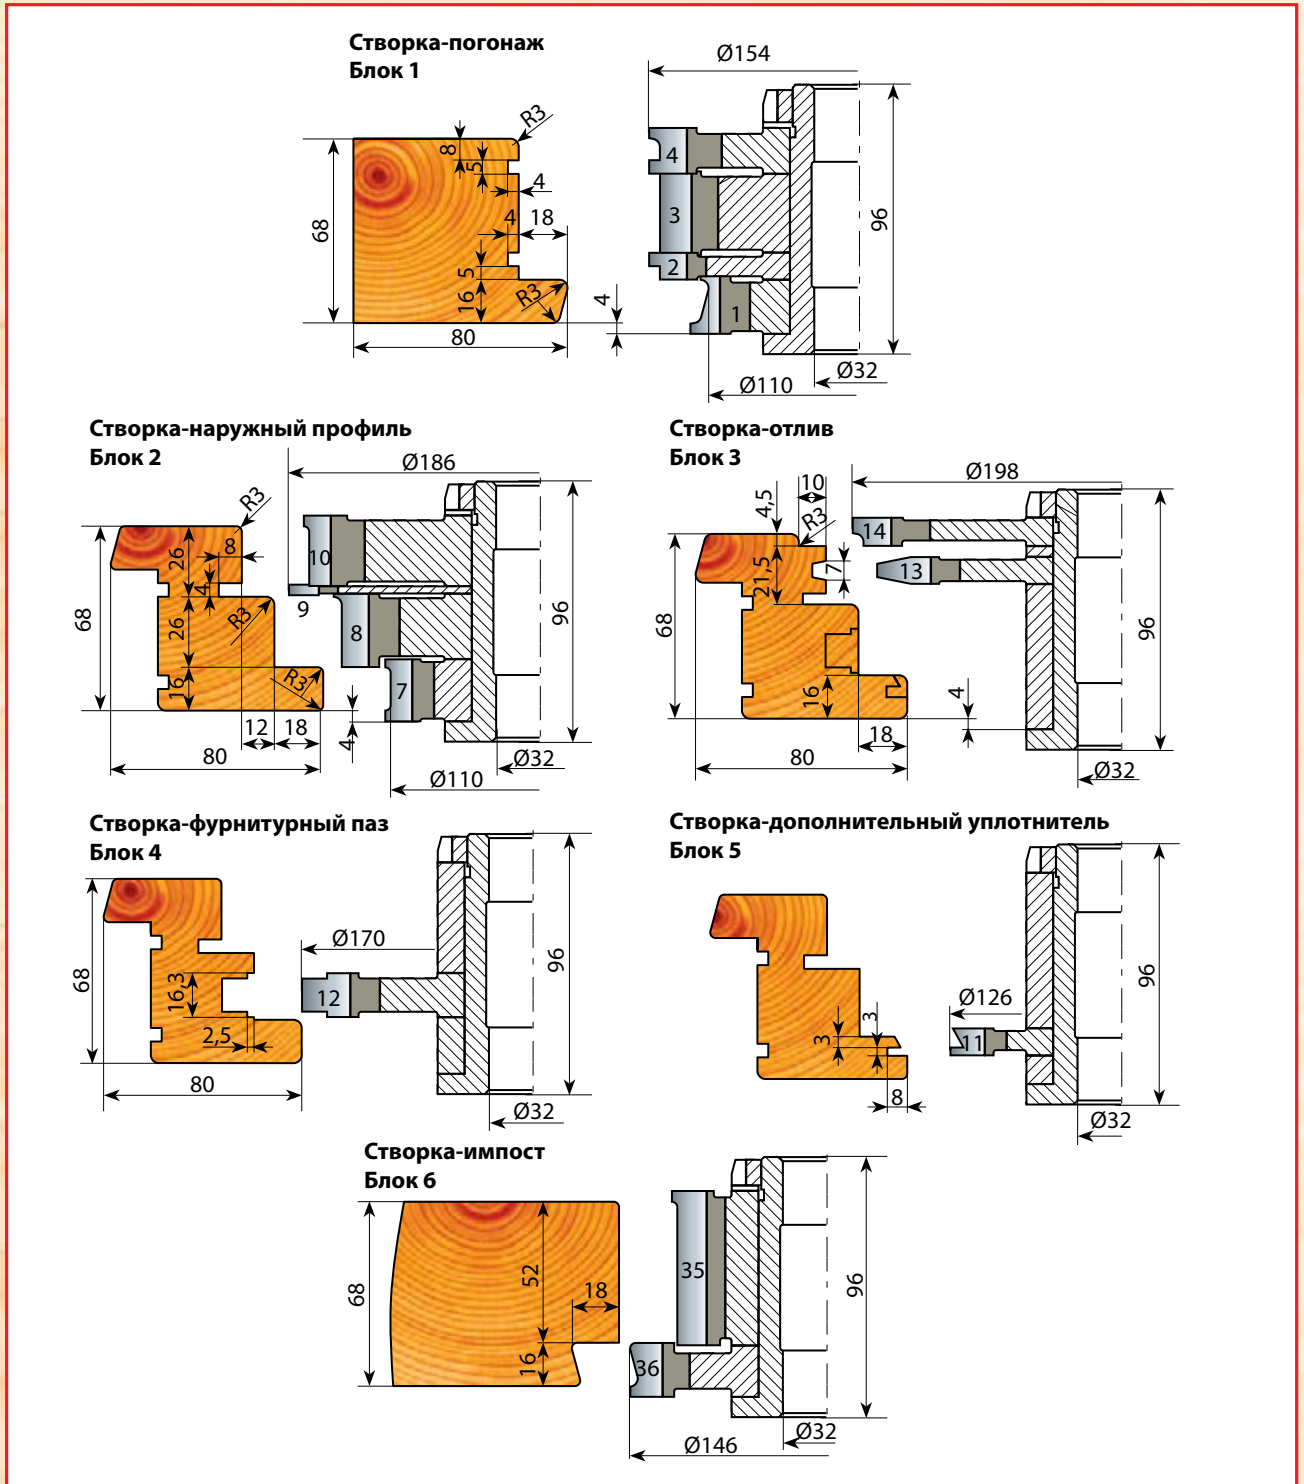 Створка-погонаж
Блок 1
Ø154
R3
8
5
4
4
18
68
5
16
R3
4
80
4
3
2
1
96
Ø32
Ø110
Створка-наружный профиль
Блок 2
Ø186
R3
26
8
4
68
26
R3
16
R3
12
18
4
80
10
9
8
7
96
Ø32
Ø110
Створка-отлив
Блок 3
Ø198
10
4,5
R3
21,5
7
68
16
4
18
80
14
13
96
Ø32
Створка-фурнитурный паз
Блок 4
Ø170
68
16,3
2,5
80
12
96
Ø32
Створка-дополнительный уплотнитель
Блок 5
Ø126
3
3
8
11
96
Ø32
Створка-импост
Блок 6
68
52
18
16
35
36
96
Ø32
Ø146